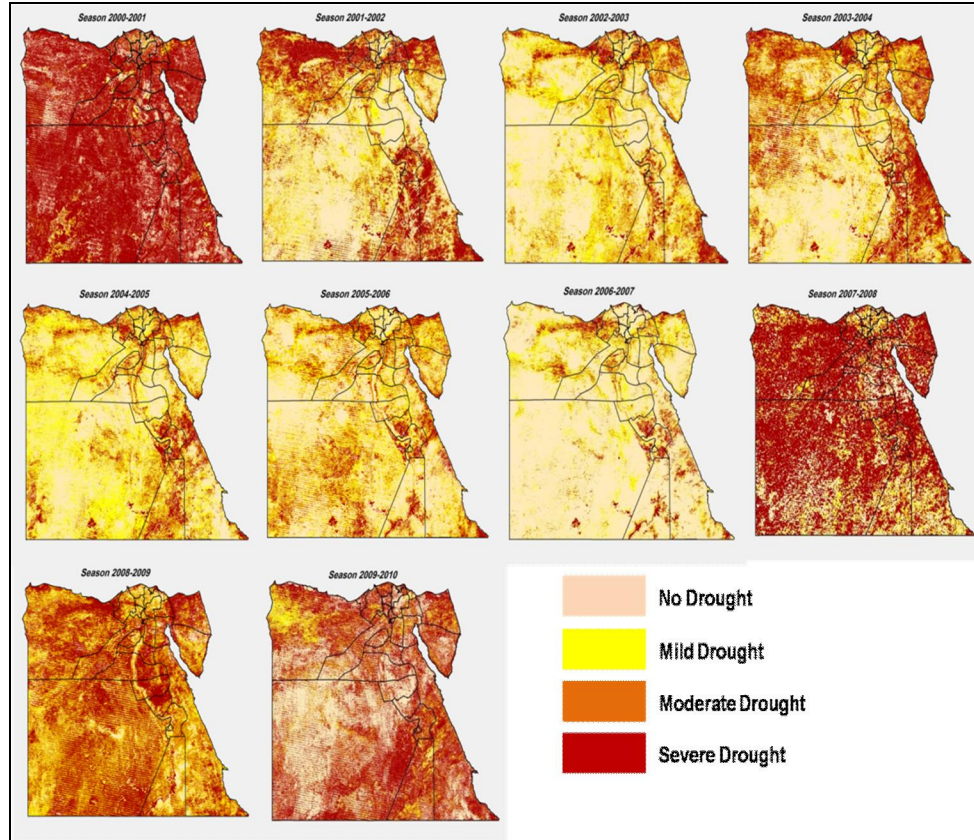 Season 2000-2001
Season 2001-2002
Season 2002-2003
Season 2003-2004
Season 2004-2005
Season 2005-2006
Season 2006-2007
Season 2007-2008
Season 2008-2009
Season 2009-2010
No Drought
Mild Drought
Moderate Drought
Severe Drought